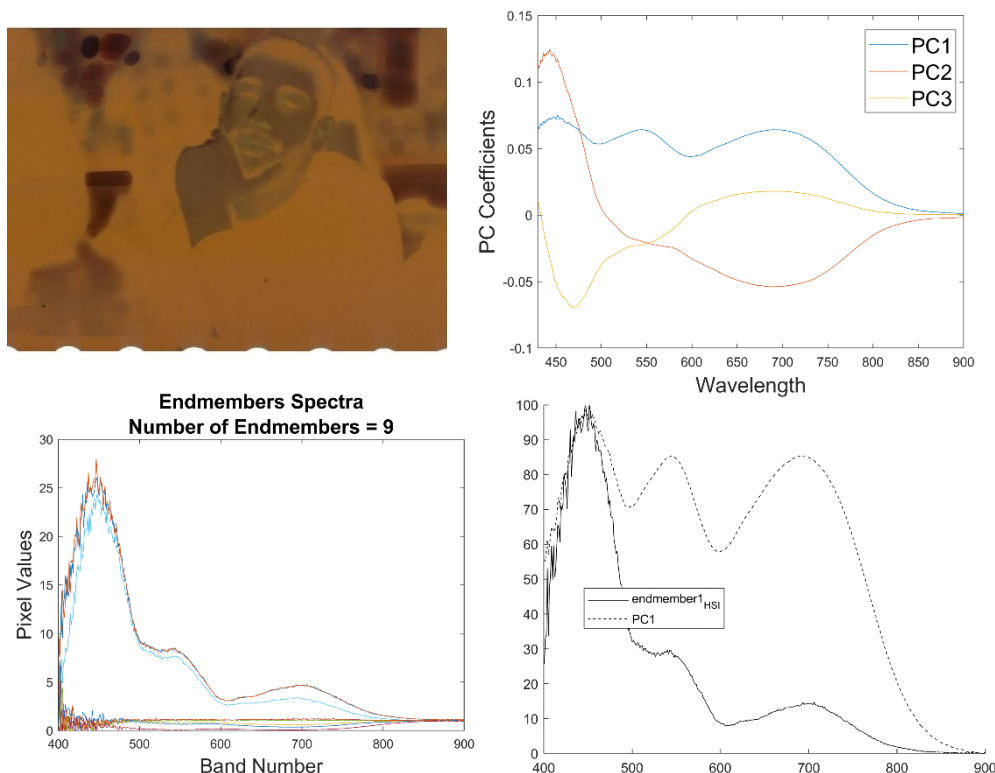 0.15
0.1
0.05
0
-0.05
-0.1
PC Coefficients
PC1
PC2
PC3
450 500 550 600 650 700 750 800 850 900
Wavelength
Endmembers Spectra
Number of Endmembers = 9
30
25
20
15
10
5
0
Pixel Values
400 500 600 700 800 900
Band Number
100
90
80
70
60
50
40
30
20
10
0
endmember1HSI
PC1
400 500 600 700 800 900